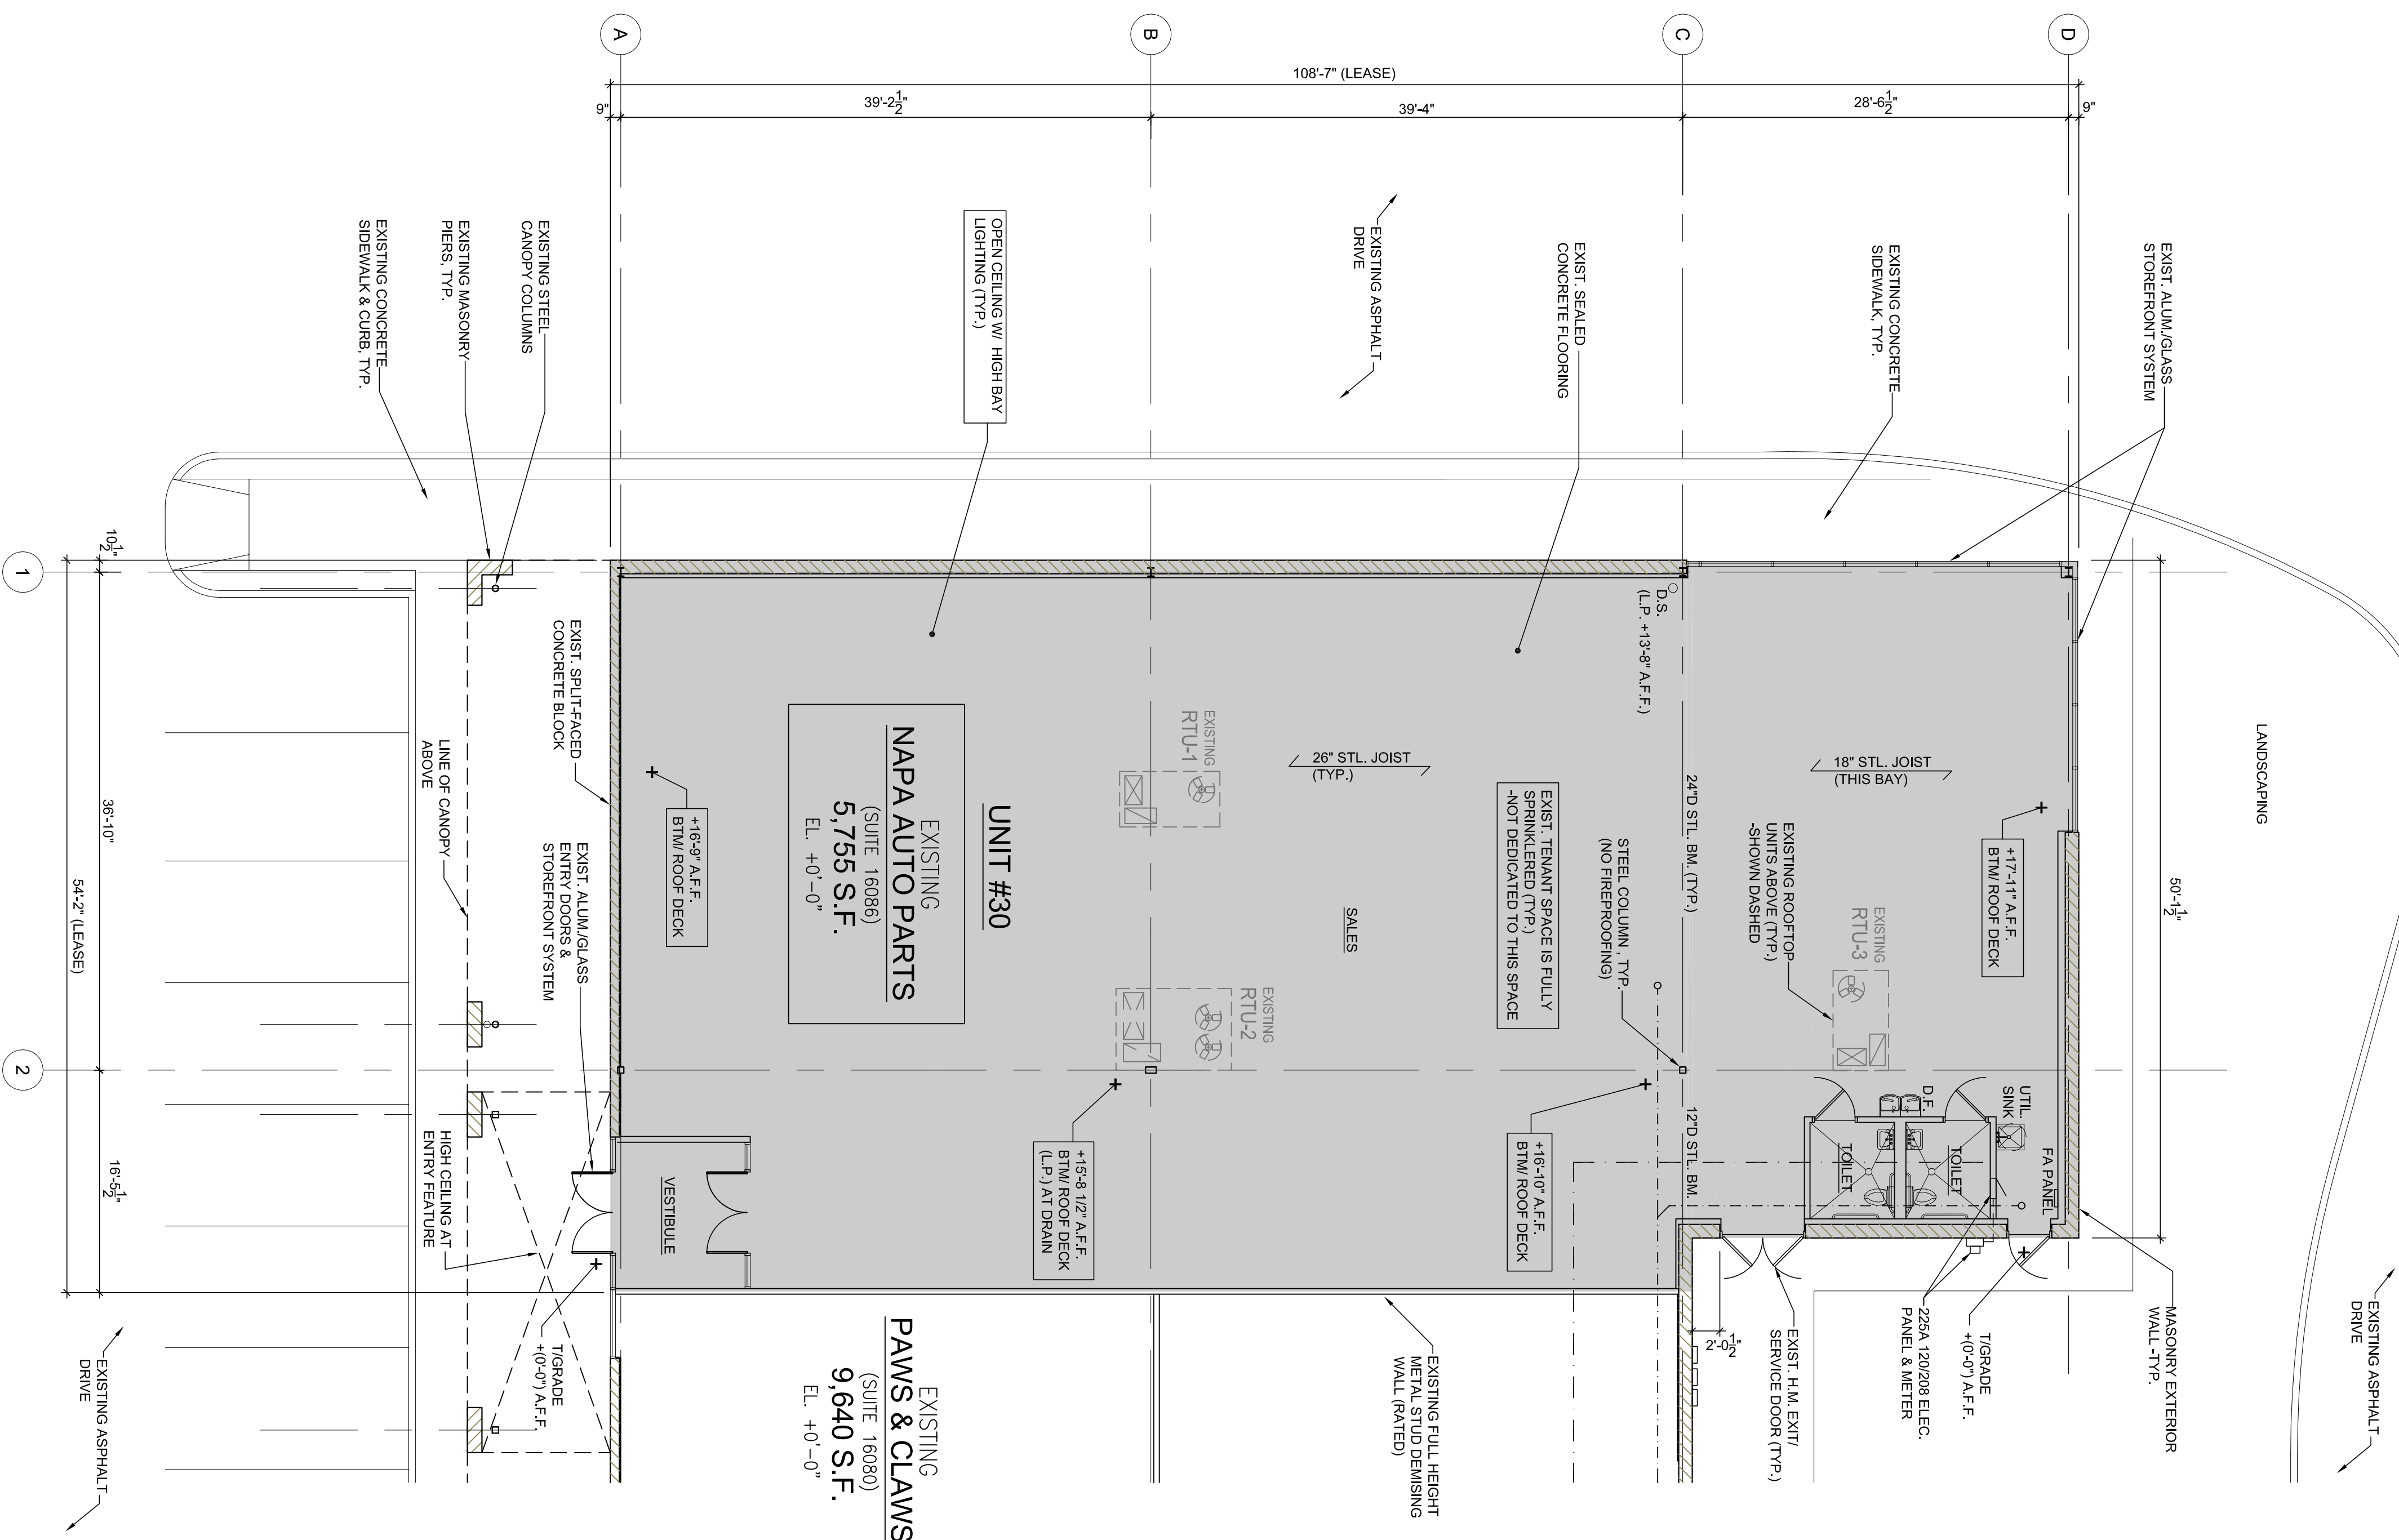 A
B
C
D
108'-7" (LEASE)
9"
39'-2 1/2"
39'-4"
28'-6 1/2"
9"
EXISTING CONCRETE
SIDEWALK & CURB, TYP.
EXISTING MASONRY
PIERS, TYP.
EXISTING STEEL
CANOPY COLUMNS
OPEN CEILING W/ HIGH BAY
LIGHTING (TYP.)
EXISTING ASPHALT
DRIVE
EXIST. SEALED
CONCRETE FLOORING
EXISTING CONCRETE
SIDEWALK, TYP.
EXIST. ALUM./GLASS
STOREFRONT SYSTEM
LANDSCAPING
10 1/2"
1
36'-10"
54'-2" (LEASE)
2
16'-5 1/2"
50'-1 1/2"
D.S.
(L.P. +13'-8" A.F.F.)
EXIST. SPLIT-FACED
CONCRETE BLOCK
LINE OF CANOPY
ABOVE
EXIST. ALUM./GLASS
ENTRY DOORS &
STOREFRONT SYSTEM
HIGH CEILING AT
ENTRY FEATURE
+16'-9" A.F.F.
BTM/ ROOF DECK
UNIT #30
EXISTING
NAPA AUTO PARTS
(SUITE 16086)
5,755 S.F.
EL. +0'-0"
EXISTING
RTU-1
EXISTING
RTU-2
26" STL. JOIST
(TYP.)
SALES
EXIST. TENANT SPACE IS FULLY
SPRINKLERED (TYP.)
-NOT DEDICATED TO THIS SPACE
STEEL COLUMN , TYP.
(NO FIREPROOFING)
24"D STL. BM. (TYP.)
18" STL. JOIST
(THIS BAY)
EXISTING ROOFTOP
UNITS ABOVE (TYP.)
-SHOWN DASHED
EXISTING
RTU-3
+17'-11" A.F.F.
BTM/ ROOF DECK
12"D STL. BM.
D.F.
UTIL.
SINK
TOILET
TOILET
FA PANEL
VESTIBULE
+15'-8 1/2" A.F.F.
BTM/ ROOF DECK
(L.P.) AT DRAIN
+16'-10" A.F.F.
BTM/ ROOF DECK
T/GRADE
+(0'-0") A.F.F.
EXISTING
PAWS & CLAWS
(SUITE 16080)
9,640 S.F.
EL. +0'-0"
EXISTING FULL HEIGHT
METAL STUD DEMISING
WALL (RATED)
2'-0 1/2"
EXIST. H.M. EXIT/
SERVICE DOOR (TYP.)
225A 120/208 ELEC.
PANEL & METER
T/GRADE
+(0'-0") A.F.F.
MASONRY EXTERIOR
WALL -TYP.
EXISTING ASPHALT
DRIVE
EXISTING ASPHALT
DRIVE